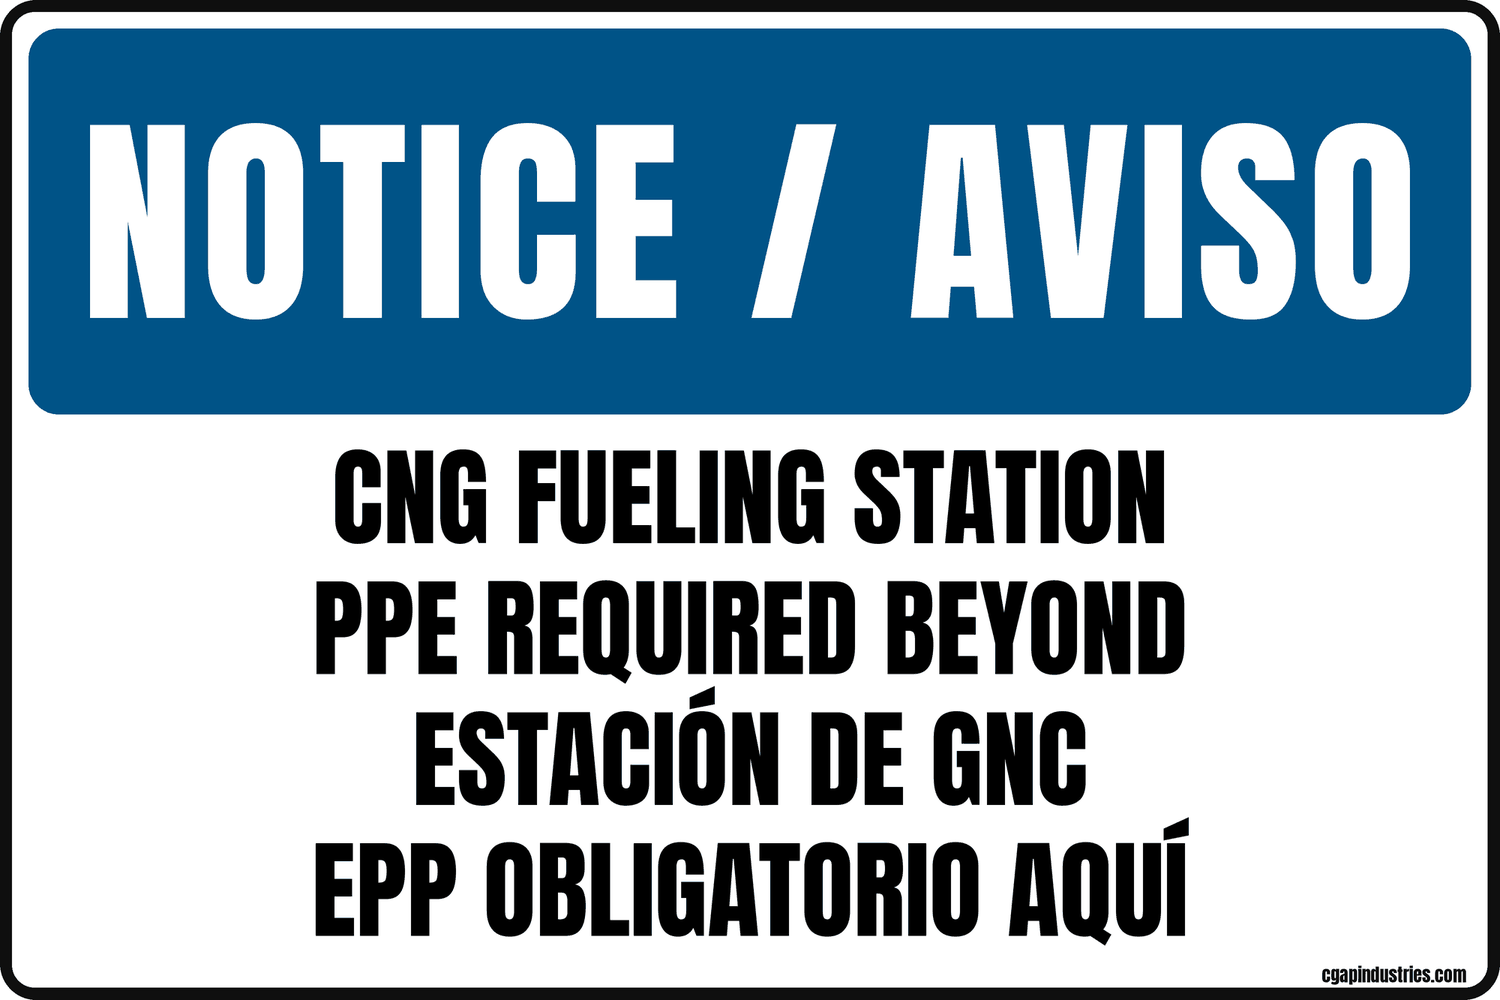 NOTICE / AVISO
CNG FUELING STATION
PPE REQUIRED BEYOND
ESTACIÓN DE GNC
EPP OBLIGATORIO AQUÍ
cgapindustries.com